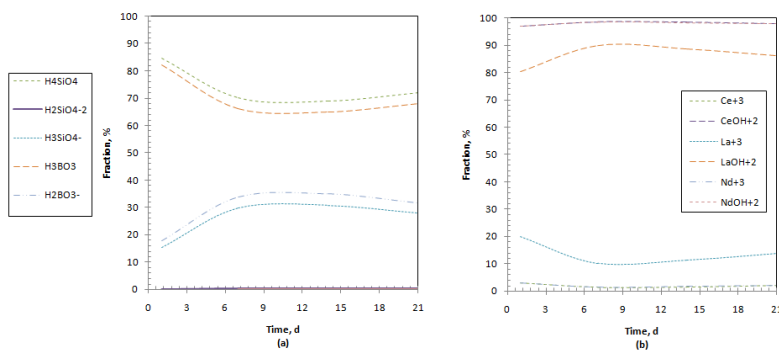 H4SiO4
H2SiO4-2
H3SiO4-
H3BO3
H2BO3-
Fraction, %
100
90
80
70
60
50
40
30
20
10
0
0 3 6 9 12 15 18 21
Time, d
(a)
Fraction, %
100
90
80
70
60
50
40
30
20
10
0
Ce+3
CeOH+2
La+3
LaOH+2
Nd+3
NdOH+2
0 3 6 9 12 15 18 21
Time, d
(b)